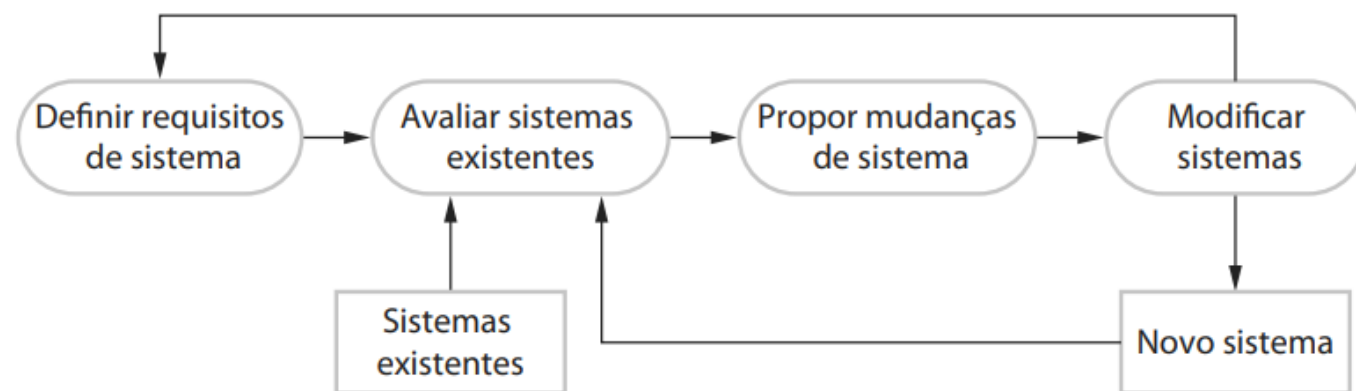 Definir requisitos
de sistema
Avaliar sistemas
existentes
Propor mudanças
de sistema
Modificar
sistemas
Sistemas
existentes
Novo sistema